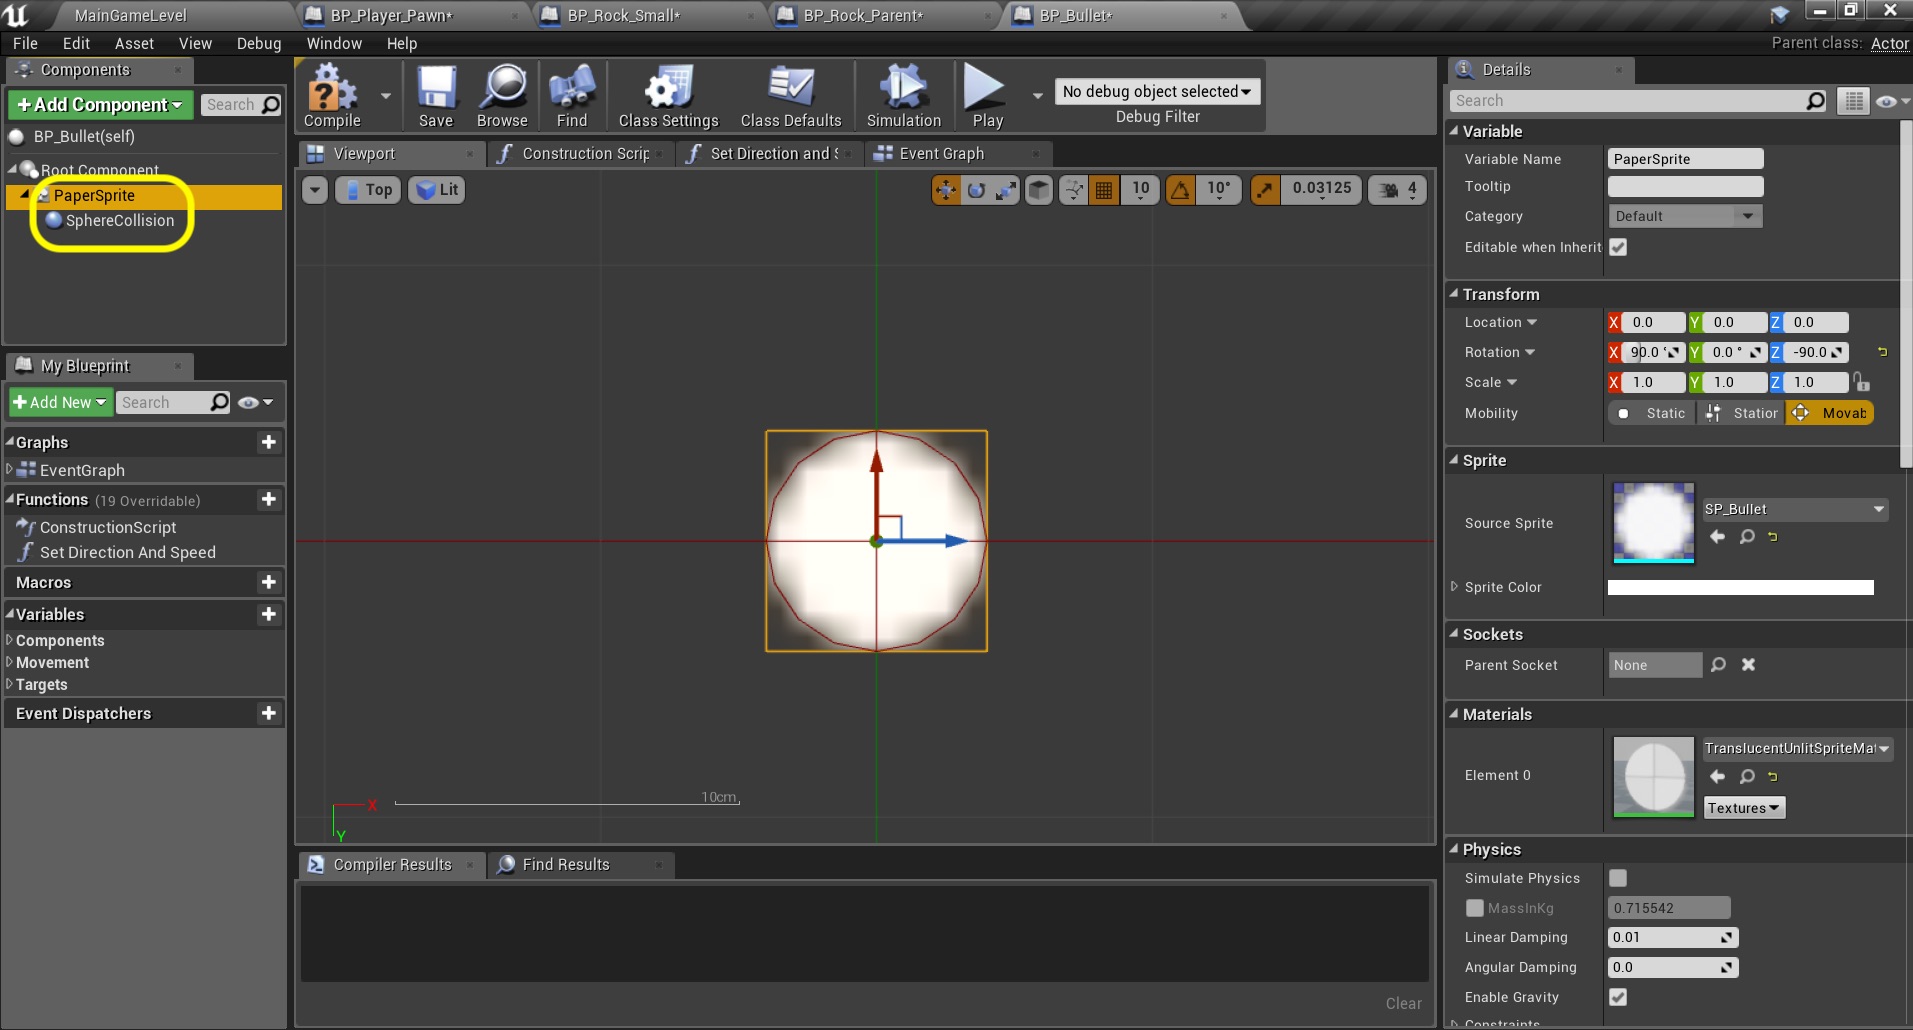 MainGameLevel
BP_Player_Pawn*
BP_Rock_Small*
BP_Rock_Parent*
BP_Bullet*
File Edit Asset View Debug Window Help
Parent class: Actor
Components
+Add Component
Search
BP_Bullet(self)
Root Component
PaperSprite
SphereCollision
My Blueprint
+Add New
Search
Graphs
EventGraph
Functions (19 Overridable)
ConstructionScript
Set Direction And Speed
Macros
Variables
Components
Movement
Targets
Event Dispatchers
Compile
Save
Browse
Find
Class Settings
Class Defaults
Simulation
Play
No debug object selected
Debug Filter
Viewport
Construction Scrip
Set Direction and S
Event Graph
Top
Lit
10
10°
0.03125
4
10cm
X
Y
Compiler Results
Find Results
Clear
Details
Search
Variable
Variable Name PaperSprite
Tooltip
Category Default
Editable when Inherit
Transform
Location X 0.0 Y 0.0 Z 0.0
Rotation X 90.0 ° Y 0.0 ° Z -90.0
Scale X 1.0 Y 1.0 Z 1.0
Mobility Static Station Movab
Sprite
Source Sprite SP_Bullet
Sprite Color
Sockets
Parent Socket None
Materials
Element 0 TranslucentUnlitSpriteMat
Textures
Physics
Simulate Physics
MassInKg 0.715542
Linear Damping 0.01
Angular Damping 0.0
Enable Gravity
Constraints